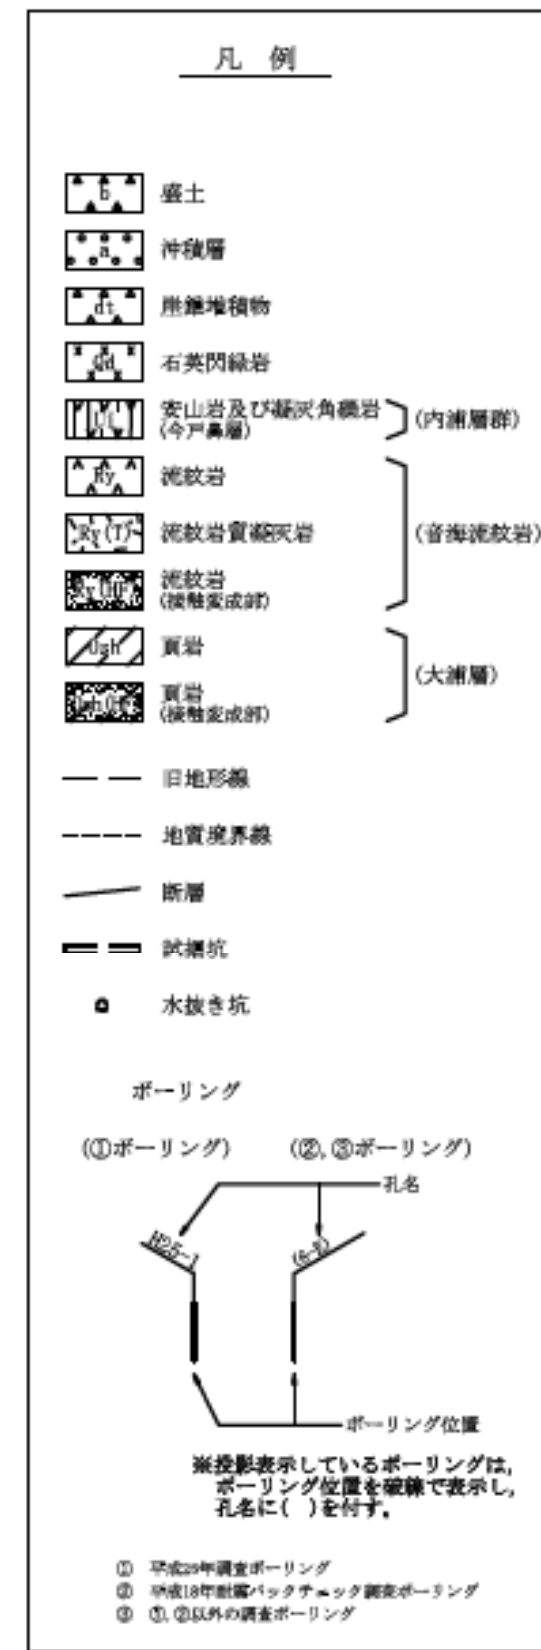 凡 例
b 盛土
a 沖積層
dt 崖錐堆積物
Qd 石英閃緑岩
安山岩及び凝灰角礫岩
(今戸鼻層)
(内浦層群)
Ry 流紋岩
Ry(T) 流紋岩質凝灰岩
(音海流紋岩)
流紋岩
(接触変成部)
Osh 頁岩
(大浦層)
頁岩
(接触変成部)
旧地形線
地質境界線
断層
試掘坑
水抜き坑
ボーリング
(①ボーリング) (②,③ボーリング)
孔名
H25-1
ボーリング位置
※投影表示しているボーリングは,
ボーリング位置を破線で表示し,
孔名に( )を付す。
① 平成25年調査ボーリング
② 平成18年耐震バックチェック調査ボーリング
③ ①,②以外の調査ボーリング